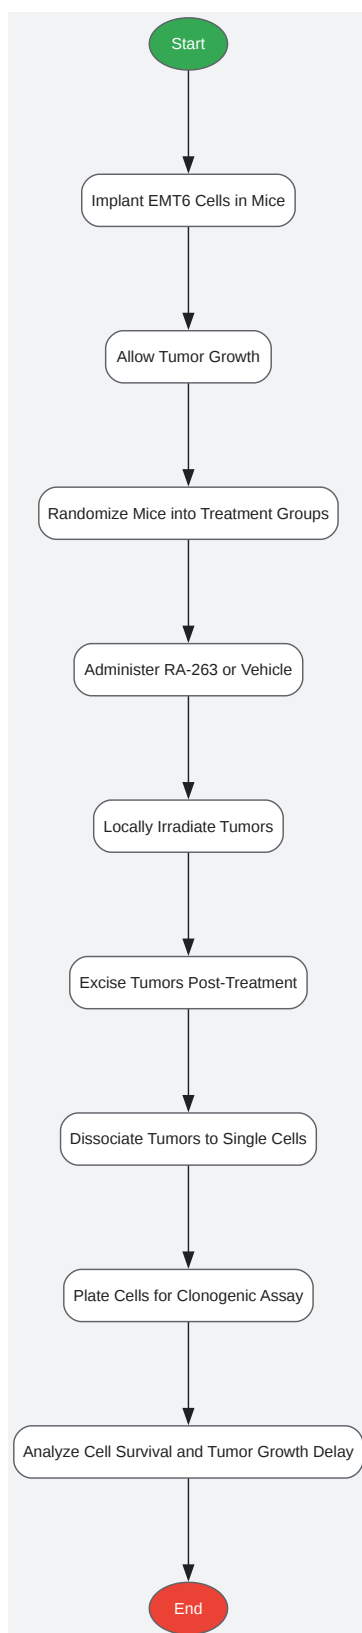 Start
Implant EMT6 Cells in Mice
Allow Tumor Growth
Randomize Mice into Treatment Groups
Administer RA-263 or Vehicle
Locally Irradiate Tumors
Excise Tumors Post-Treatment
Dissociate Tumors to Single Cells
Plate Cells for Clonogenic Assay
Analyze Cell Survival and Tumor Growth Delay
End